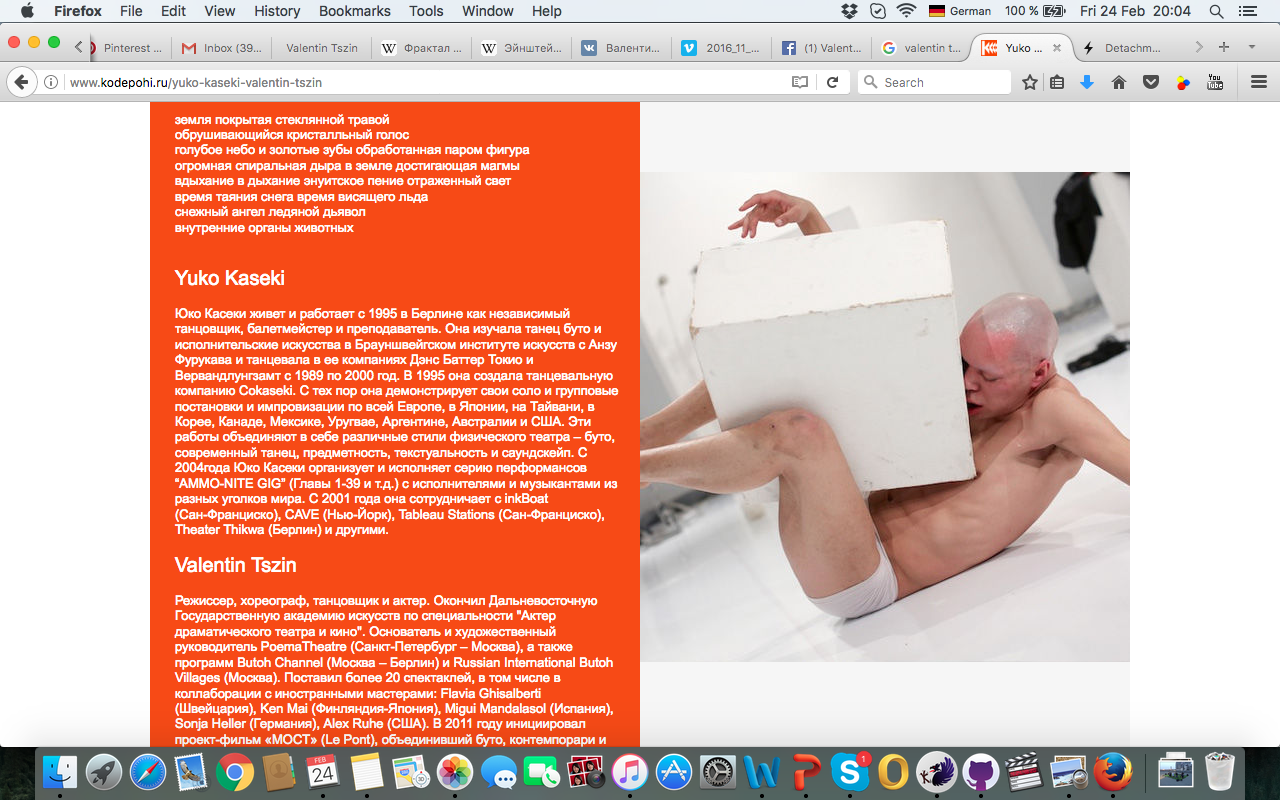 Firefox File Edit View History Bookmarks Tools Window Help German 100 % Fri 24 Feb 20:04
Pinterest ... Inbox (39... Valentin Tszin Фрактал ... Эйнштей... Валенти... 2016_11_... (1) Valent... valentin t... Yuko ... Detachm...
www.kodepohi.ru/yuko-kaseki-valentin-tszin Search
земля покрытая стеклянной травой
обрушивающийся кристалльный голос
голубое небо и золотые зубы обработанная паром фигура
огромная спиральная дыра в земле достигающая магмы
вдыхание в дыхание энуитское пение отраженный свет
время таяния снега время висящего льда
снежный ангел ледяной дьявол
внутренние органы животных
Yuko Kaseki
Юко Касеки живет и работает с 1995 в Берлине как независимый
танцовщик, балетмейстер и преподаватель. Она изучала танец буто и
исполнительские искусства в Брауншвейгском институте искусств с Анзу
Фурукава и танцевала в ее компаниях Дэнс Баттер Токио и
Вервандлунгзамт с 1989 по 2000 год. В 1995 она создала танцевальную
компанию Cokaseki. С тех пор она демонстрирует свои соло и групповые
постановки и импровизации по всей Европе, в Японии, на Тайвани, в
Корее, Канаде, Мексике, Уругвае, Аргентине, Австралии и США. Эти
работы объединяют в себе различные стили физического театра – буто,
современный танец, предметность, текстуальность и саундскейп. С
2004года Юко Касеки организует и исполняет серию перформансов
"AMMO-NITE GIG" (Главы 1-39 и т.д.) с исполнителями и музыкантами из
разных уголков мира. С 2001 года она сотрудничает с inkBoat
(Сан-Франциско), CAVE (Нью-Йорк), Tableau Stations (Сан-Франциско),
Theater Thikwa (Берлин) и другими.
Valentin Tszin
Режиссер, хореограф, танцовщик и актер. Окончил Дальневосточную
Государственную академию искусств по специальности "Актер
драматического театра и кино". Основатель и художественный
руководитель PoemaTheatre (Санкт-Петербург – Москва), а также
программ Butoh Channel (Москва – Берлин) и Russian International Butoh
Villages (Москва). Поставил более 20 спектаклей, в том числе в
коллаборации с иностранными мастерами: Flavia Ghisalberti
(Швейцария), Ken Mai (Финляндия-Япония), Migui Mandalasol (Испания),
Sonja Heller (Германия), Alex Ruhe (США). В 2011 году инициировал
проект-фильм «МОСТ» (Le Pont), объединивший буто, контемпорари и
FEB
24